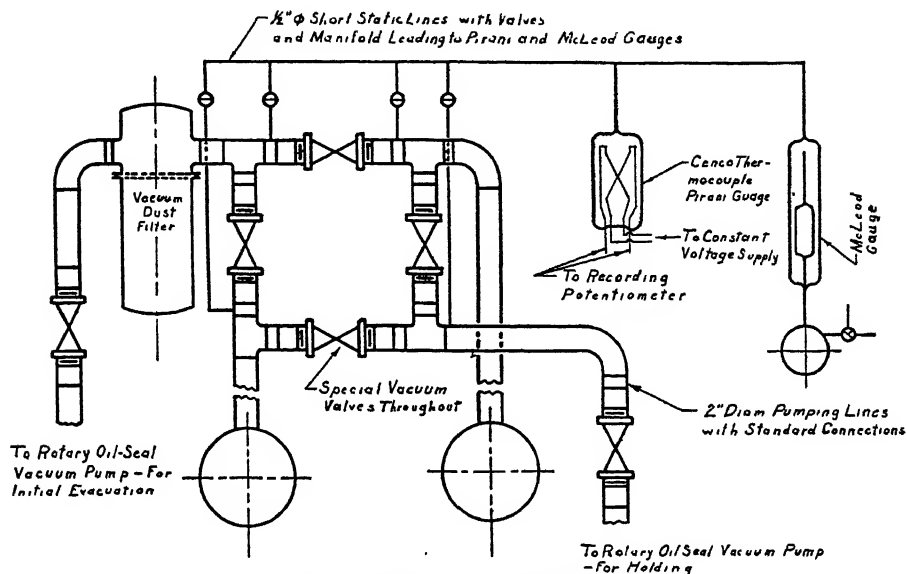 ½"φ Short Static Lines with Valves
and Manifold Leading to Pirani and McLeod Gauges
Vacuum
Dust
Filter
Cenco Ther-
mocouple
Pirani Guage
To Constant
Voltage Supply
McLeod
Gauge
To Recording
Potentiometer
Special Vacuum
Valves Throughout
2" Diam Pumping Lines
with Standard Connections
To Rotary Oil-Seal
Vacuum Pump-For
Initial Evacuation
To Rotary Oil Seal Vacuum Pump
-For Holding